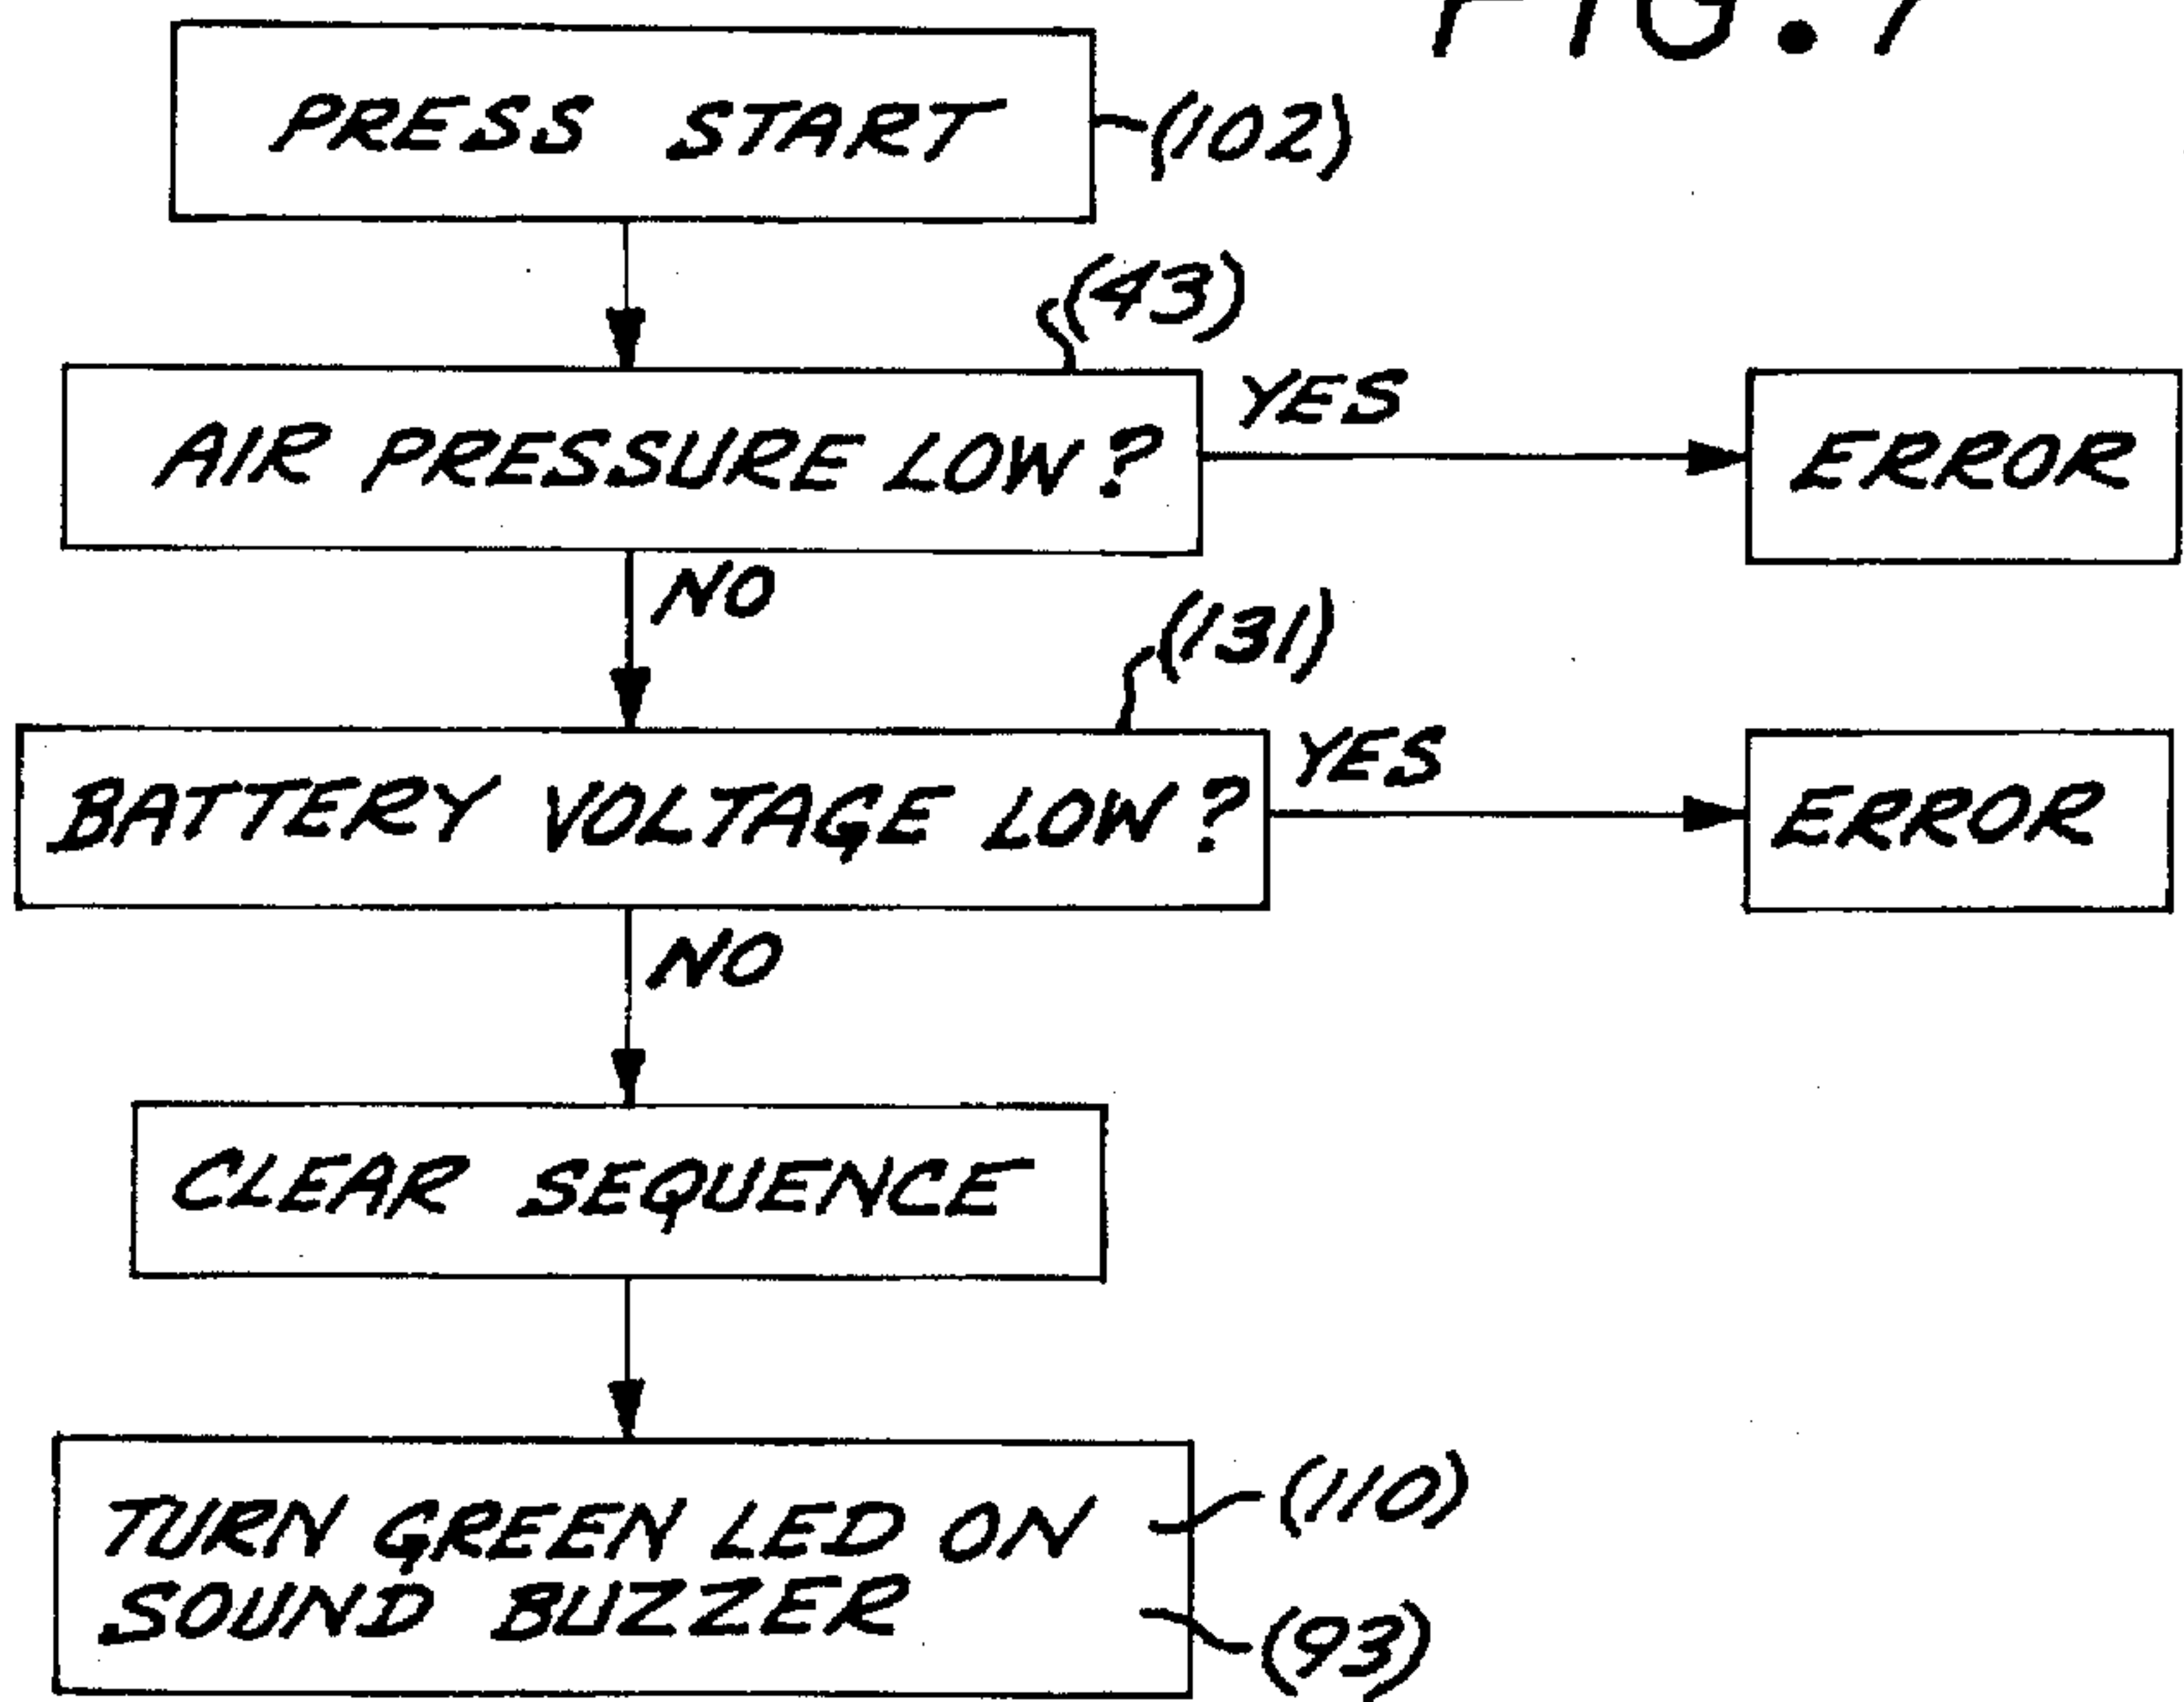 FIG. 7
PRESS START
(102)
(43)
AIR PRESSURE LOW?
YES
ERROR
NO
(131)
BATTERY VOLTAGE LOW?
YES
ERROR
NO
CLEAR SEQUENCE
TURN GREEN LED ON
(110)
SOUND BUZZER
(93)